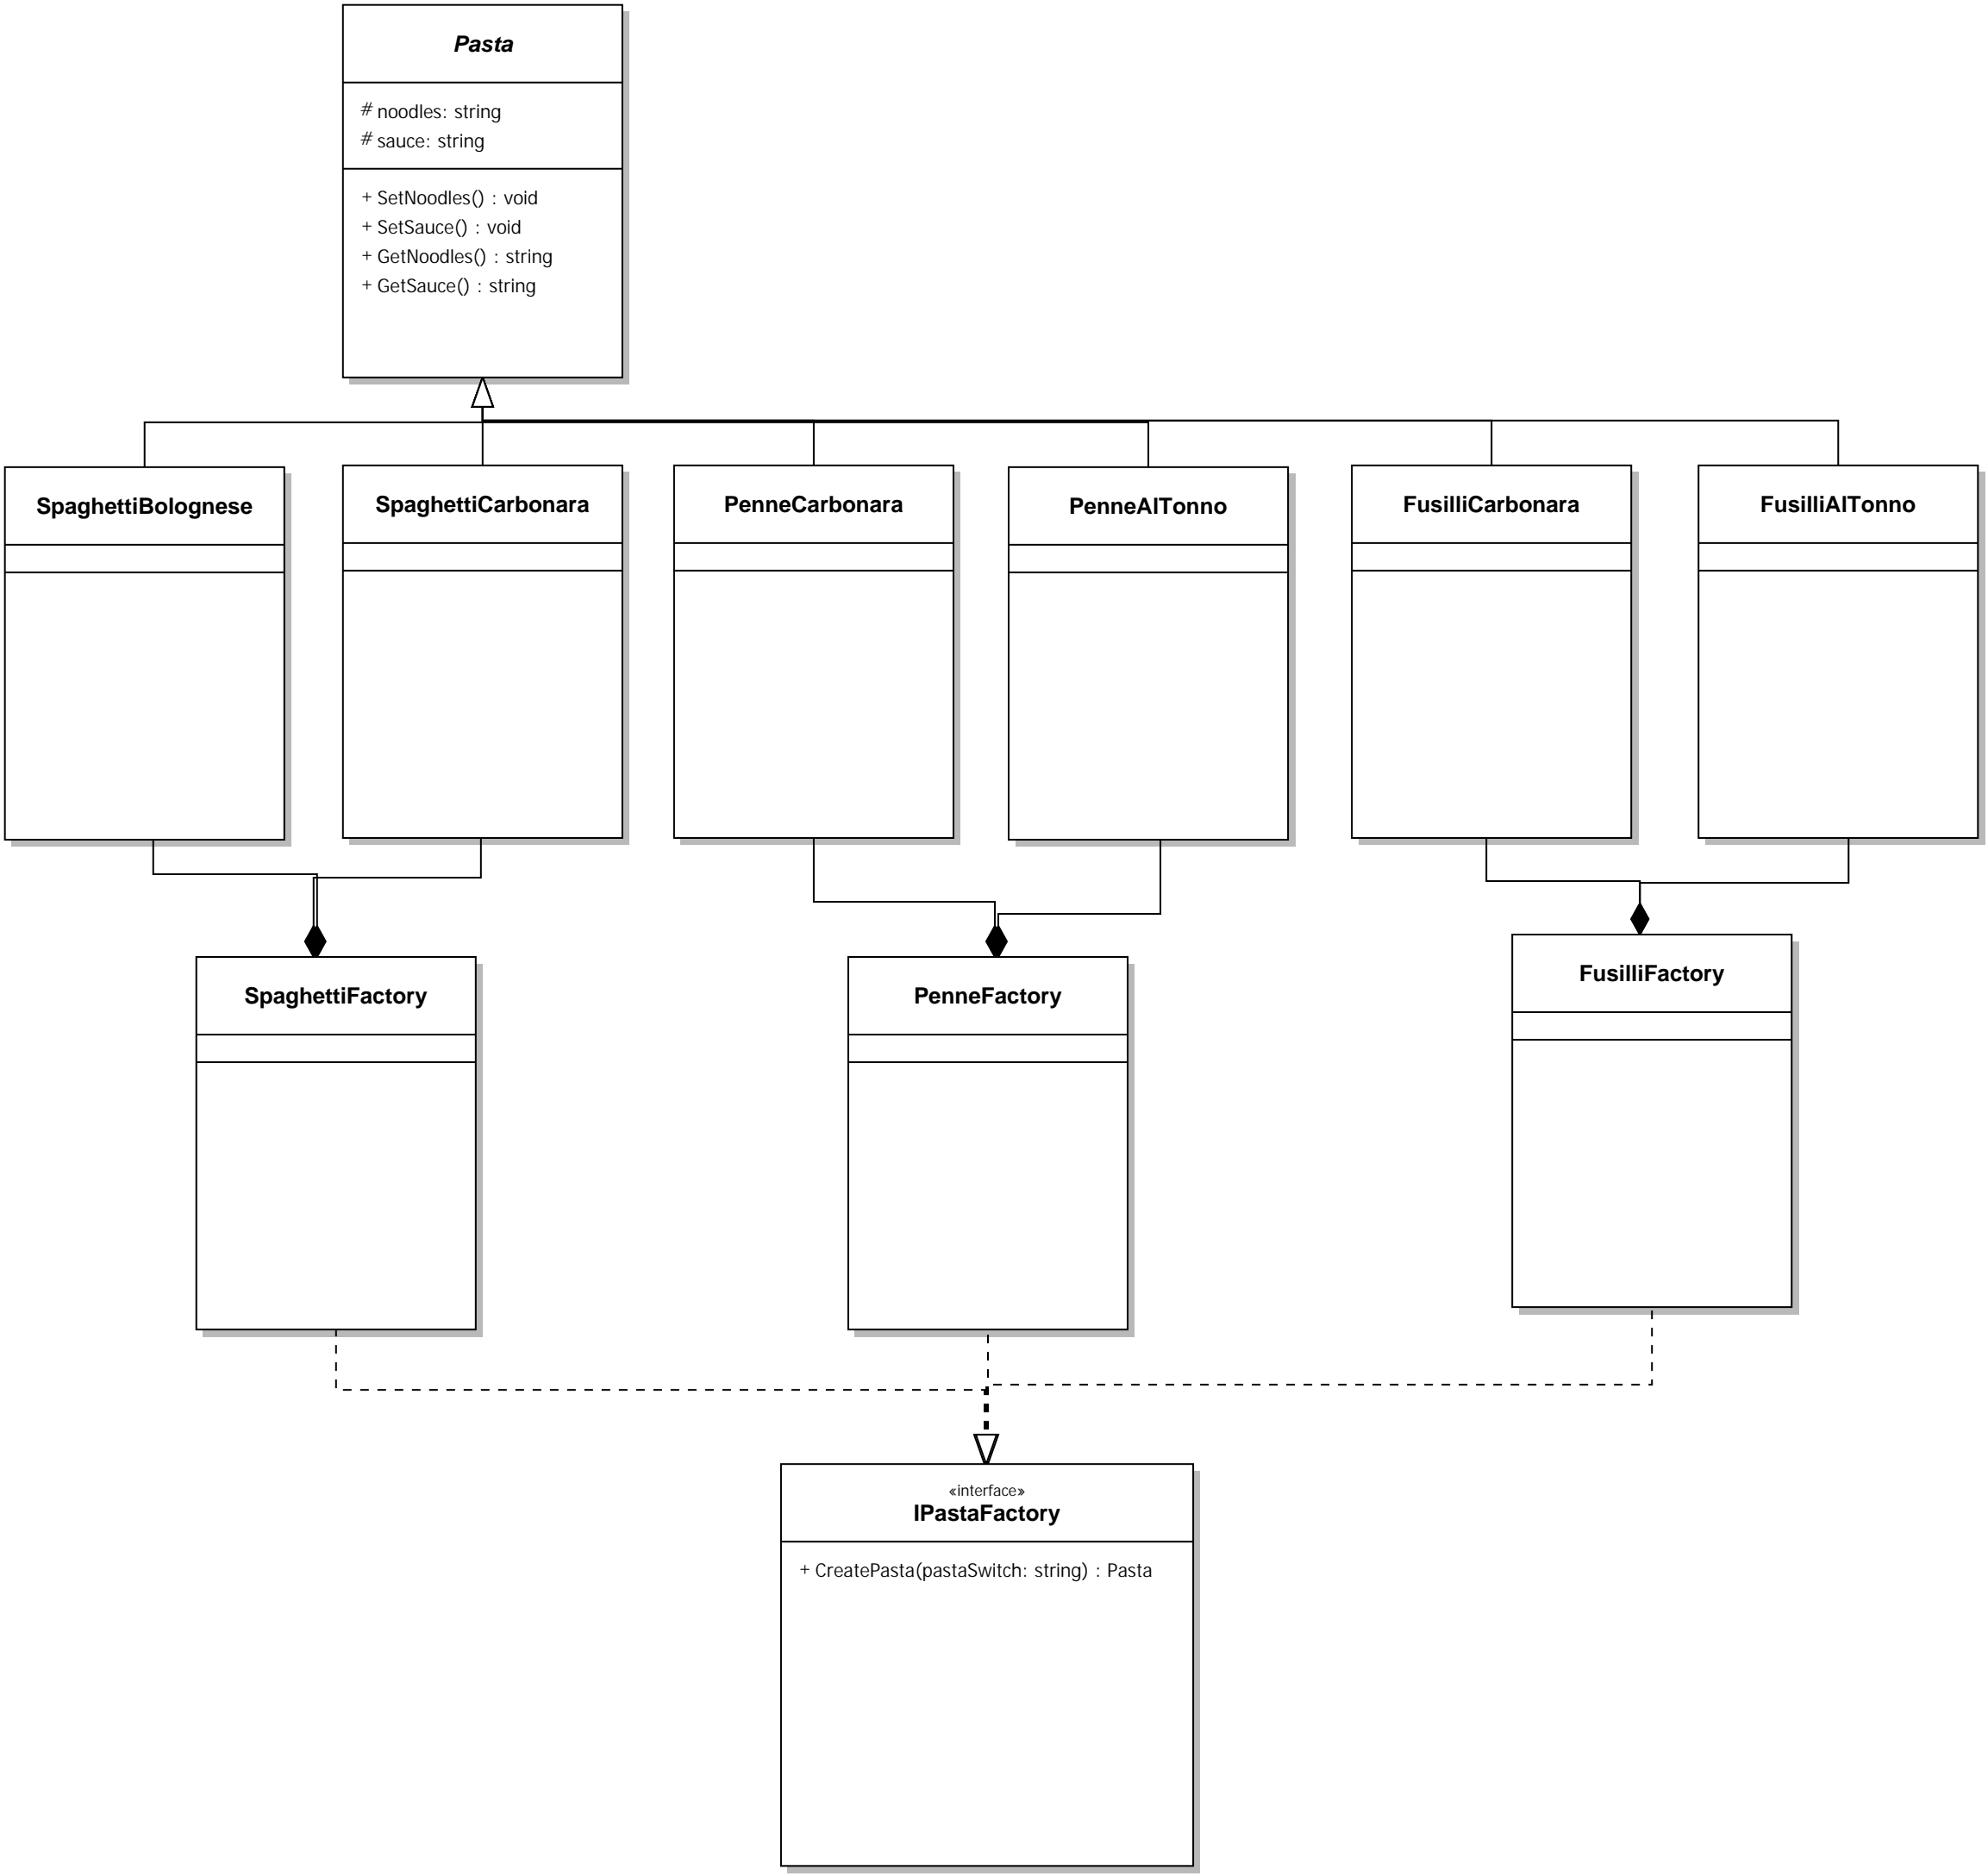 Pasta
# noodles: string
# sauce: string
+ SetNoodles() : void
+ SetSauce() : void
+ GetNoodles() : string
+ GetSauce() : string
SpaghettiBolognese
SpaghettiCarbonara
PenneCarbonara
PenneAlTonno
FusilliCarbonara
FusilliAlTonno
SpaghettiFactory
PenneFactory
FusilliFactory
«interface»
IPastaFactory
+ CreatePasta(pastaSwitch: string) : Pasta